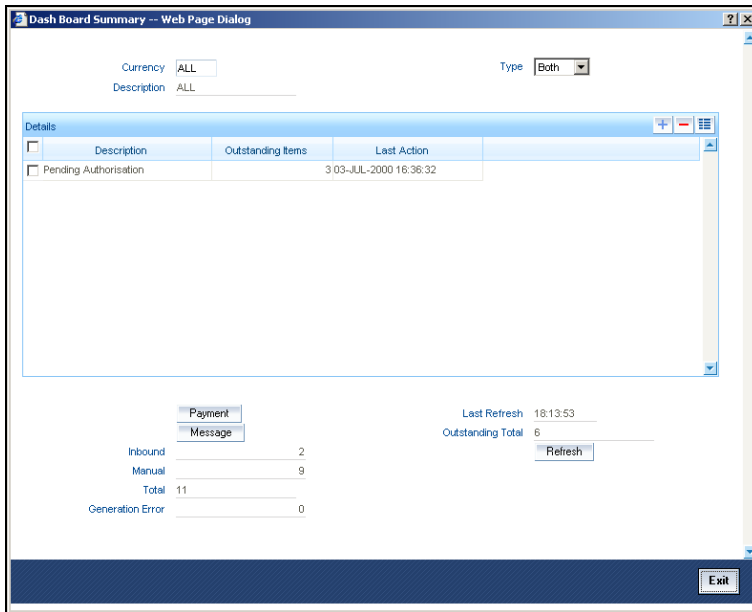 Dash Board Summary -- Web Page Dialog
Currency ALL Type Both
Description ALL
Details
Description Outstanding Items Last Action
Pending Authorisation 3 03-JUL-2000 16:36:32
Payment Last Refresh 18:13:53
Message Outstanding Total 6
Inbound 2 Refresh
Manual 9
Total 11
Generation Error 0
Exit